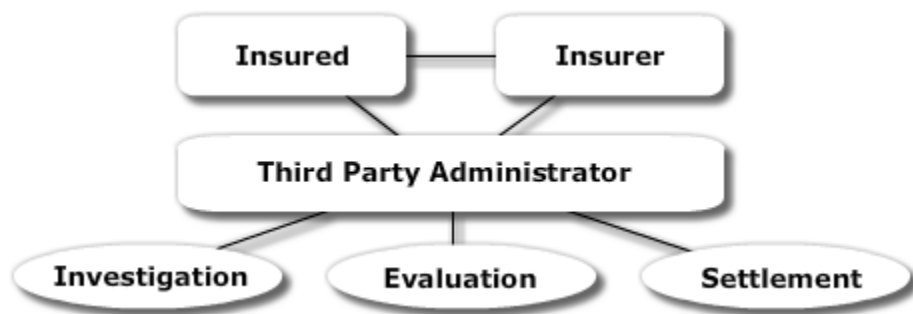 Insured
Insurer
Third Party Administrator
Investigation
Evaluation
Settlement